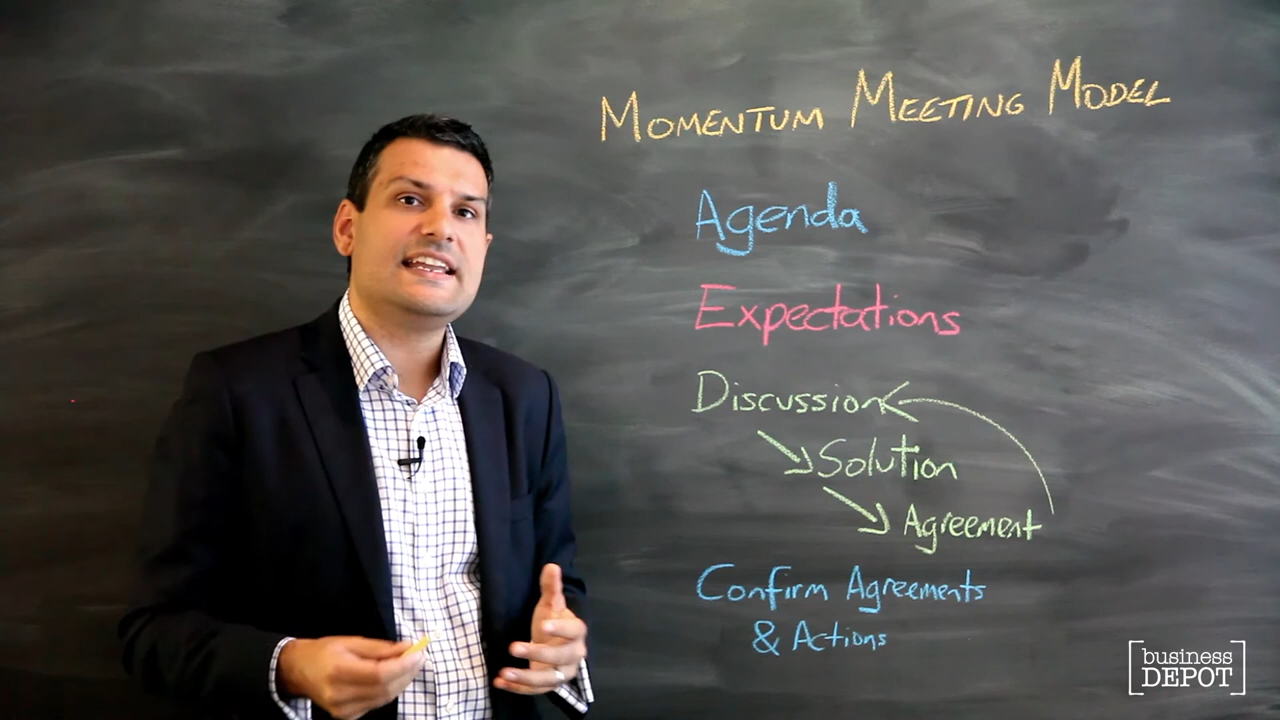 MOMENTUM MEETING MODEL
Agenda
Expectations
Discussion
Solution
Agreement
Confirm Agreements
& Actions
business
DEPOT